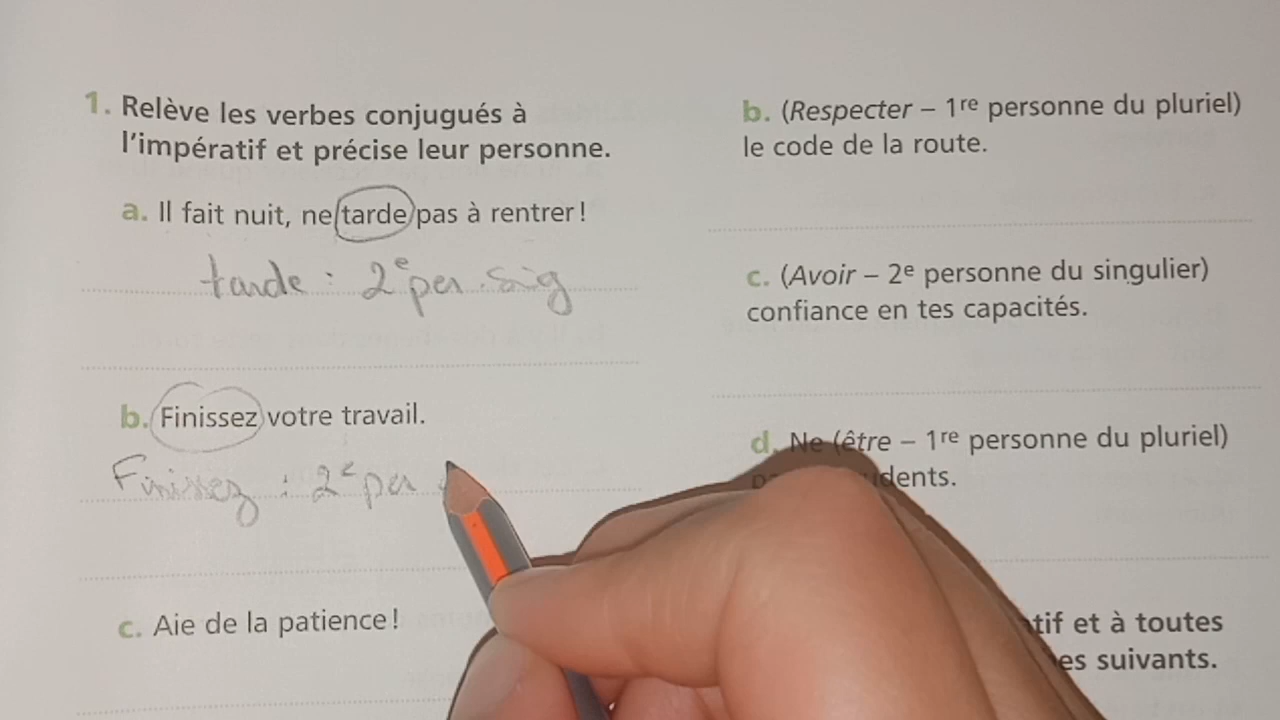 1. Relève les verbes conjugués à
l'impératif et précise leur personne.
a. Il fait nuit, ne tarde pas à rentrer !
tarde : 2e per. sig
b. Finissez votre travail.
Finissez : 2e per
c. Aie de la patience !
b. (Respecter – 1re personne du pluriel)
le code de la route.
c. (Avoir – 2e personne du singulier)
confiance en tes capacités.
d. Ne (être – 1re personne du pluriel)
dents.
tif et à toutes
es suivants.